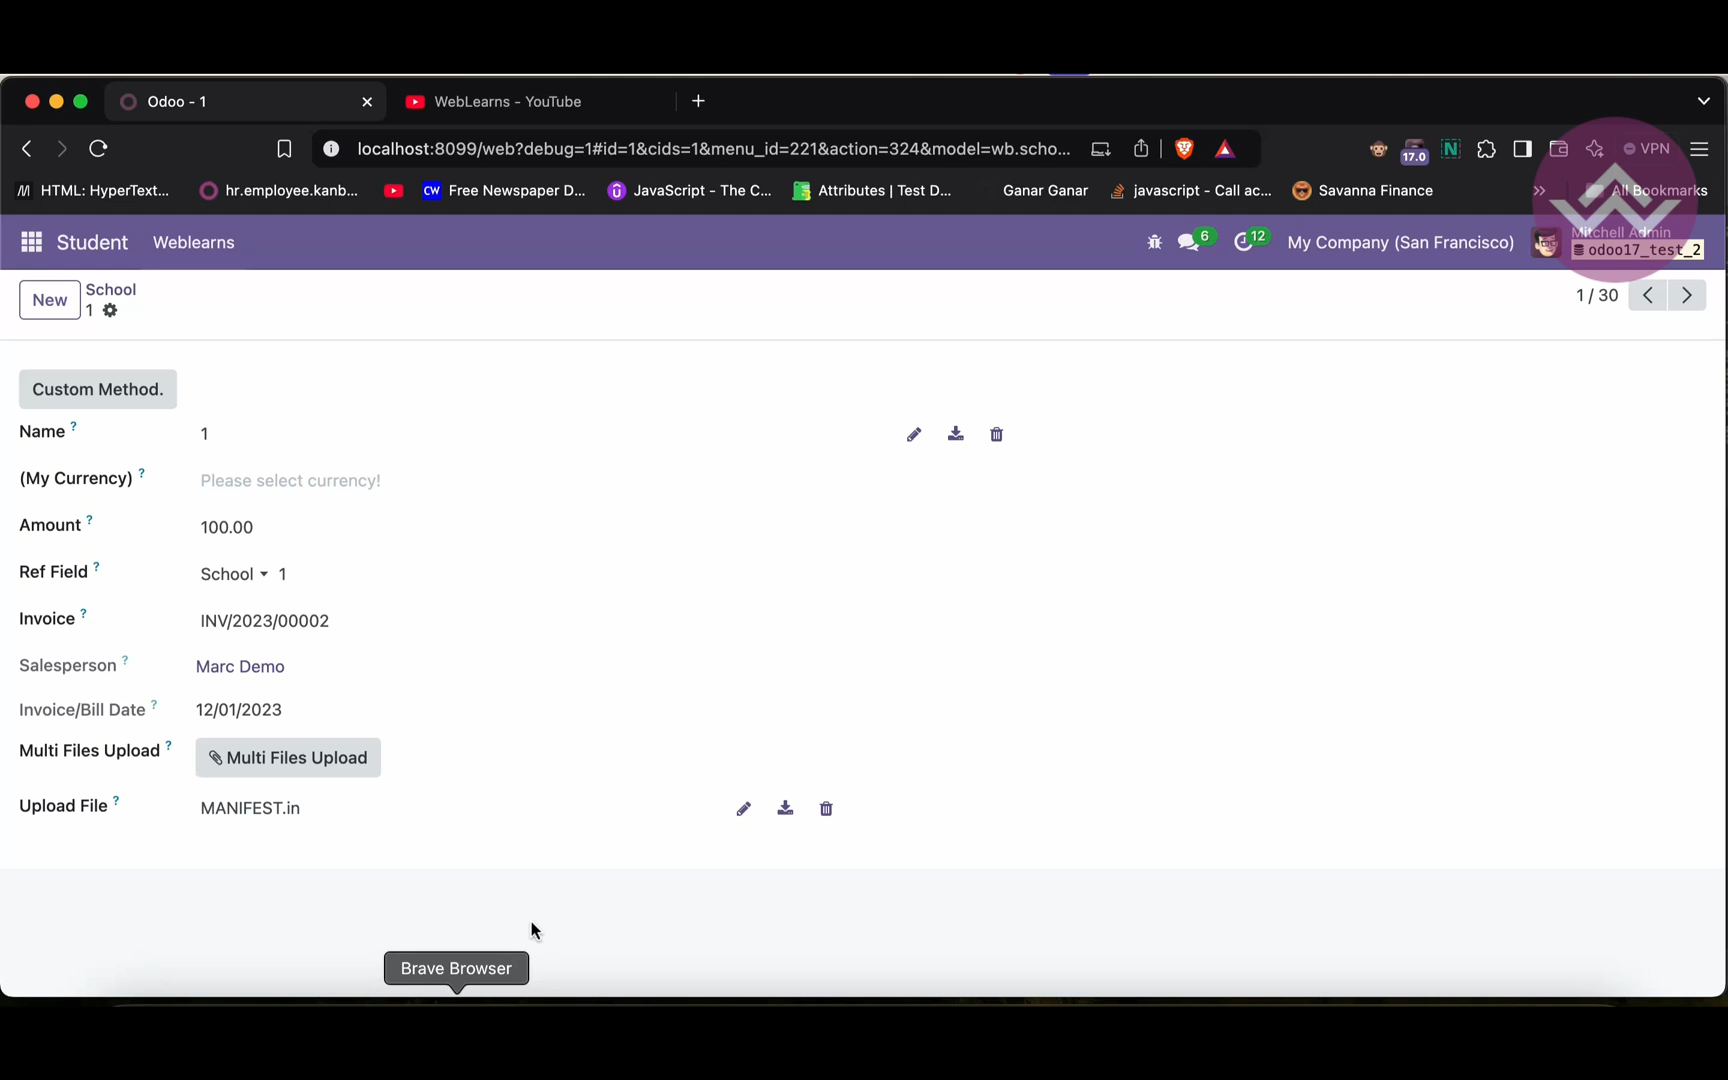 Odoo - 1
WebLearns - YouTube
localhost:8099/web?debug=1#id=1&cids=1&menu_id=221&action=324&model=wb.scho...
17.0
N
VPN
HTML: HyperText...
hr.employee.kanb...
CW Free Newspaper D...
JavaScript - The C...
Attributes | Test D...
Ganar Ganar
javascript - Call ac...
Savanna Finance
All Bookmarks
Student
Weblearns
6
12
My Company (San Francisco)
Mitchell Admin
odoo17_test_2
New
School
1
1 / 30
Custom Method.
Name ?
1
(My Currency) ?
Please select currency!
Amount ?
100.00
Ref Field ?
School 1
Invoice ?
INV/2023/00002
Salesperson ?
Marc Demo
Invoice/Bill Date ?
12/01/2023
Multi Files Upload ?
Multi Files Upload
Upload File ?
MANIFEST.in
Brave Browser